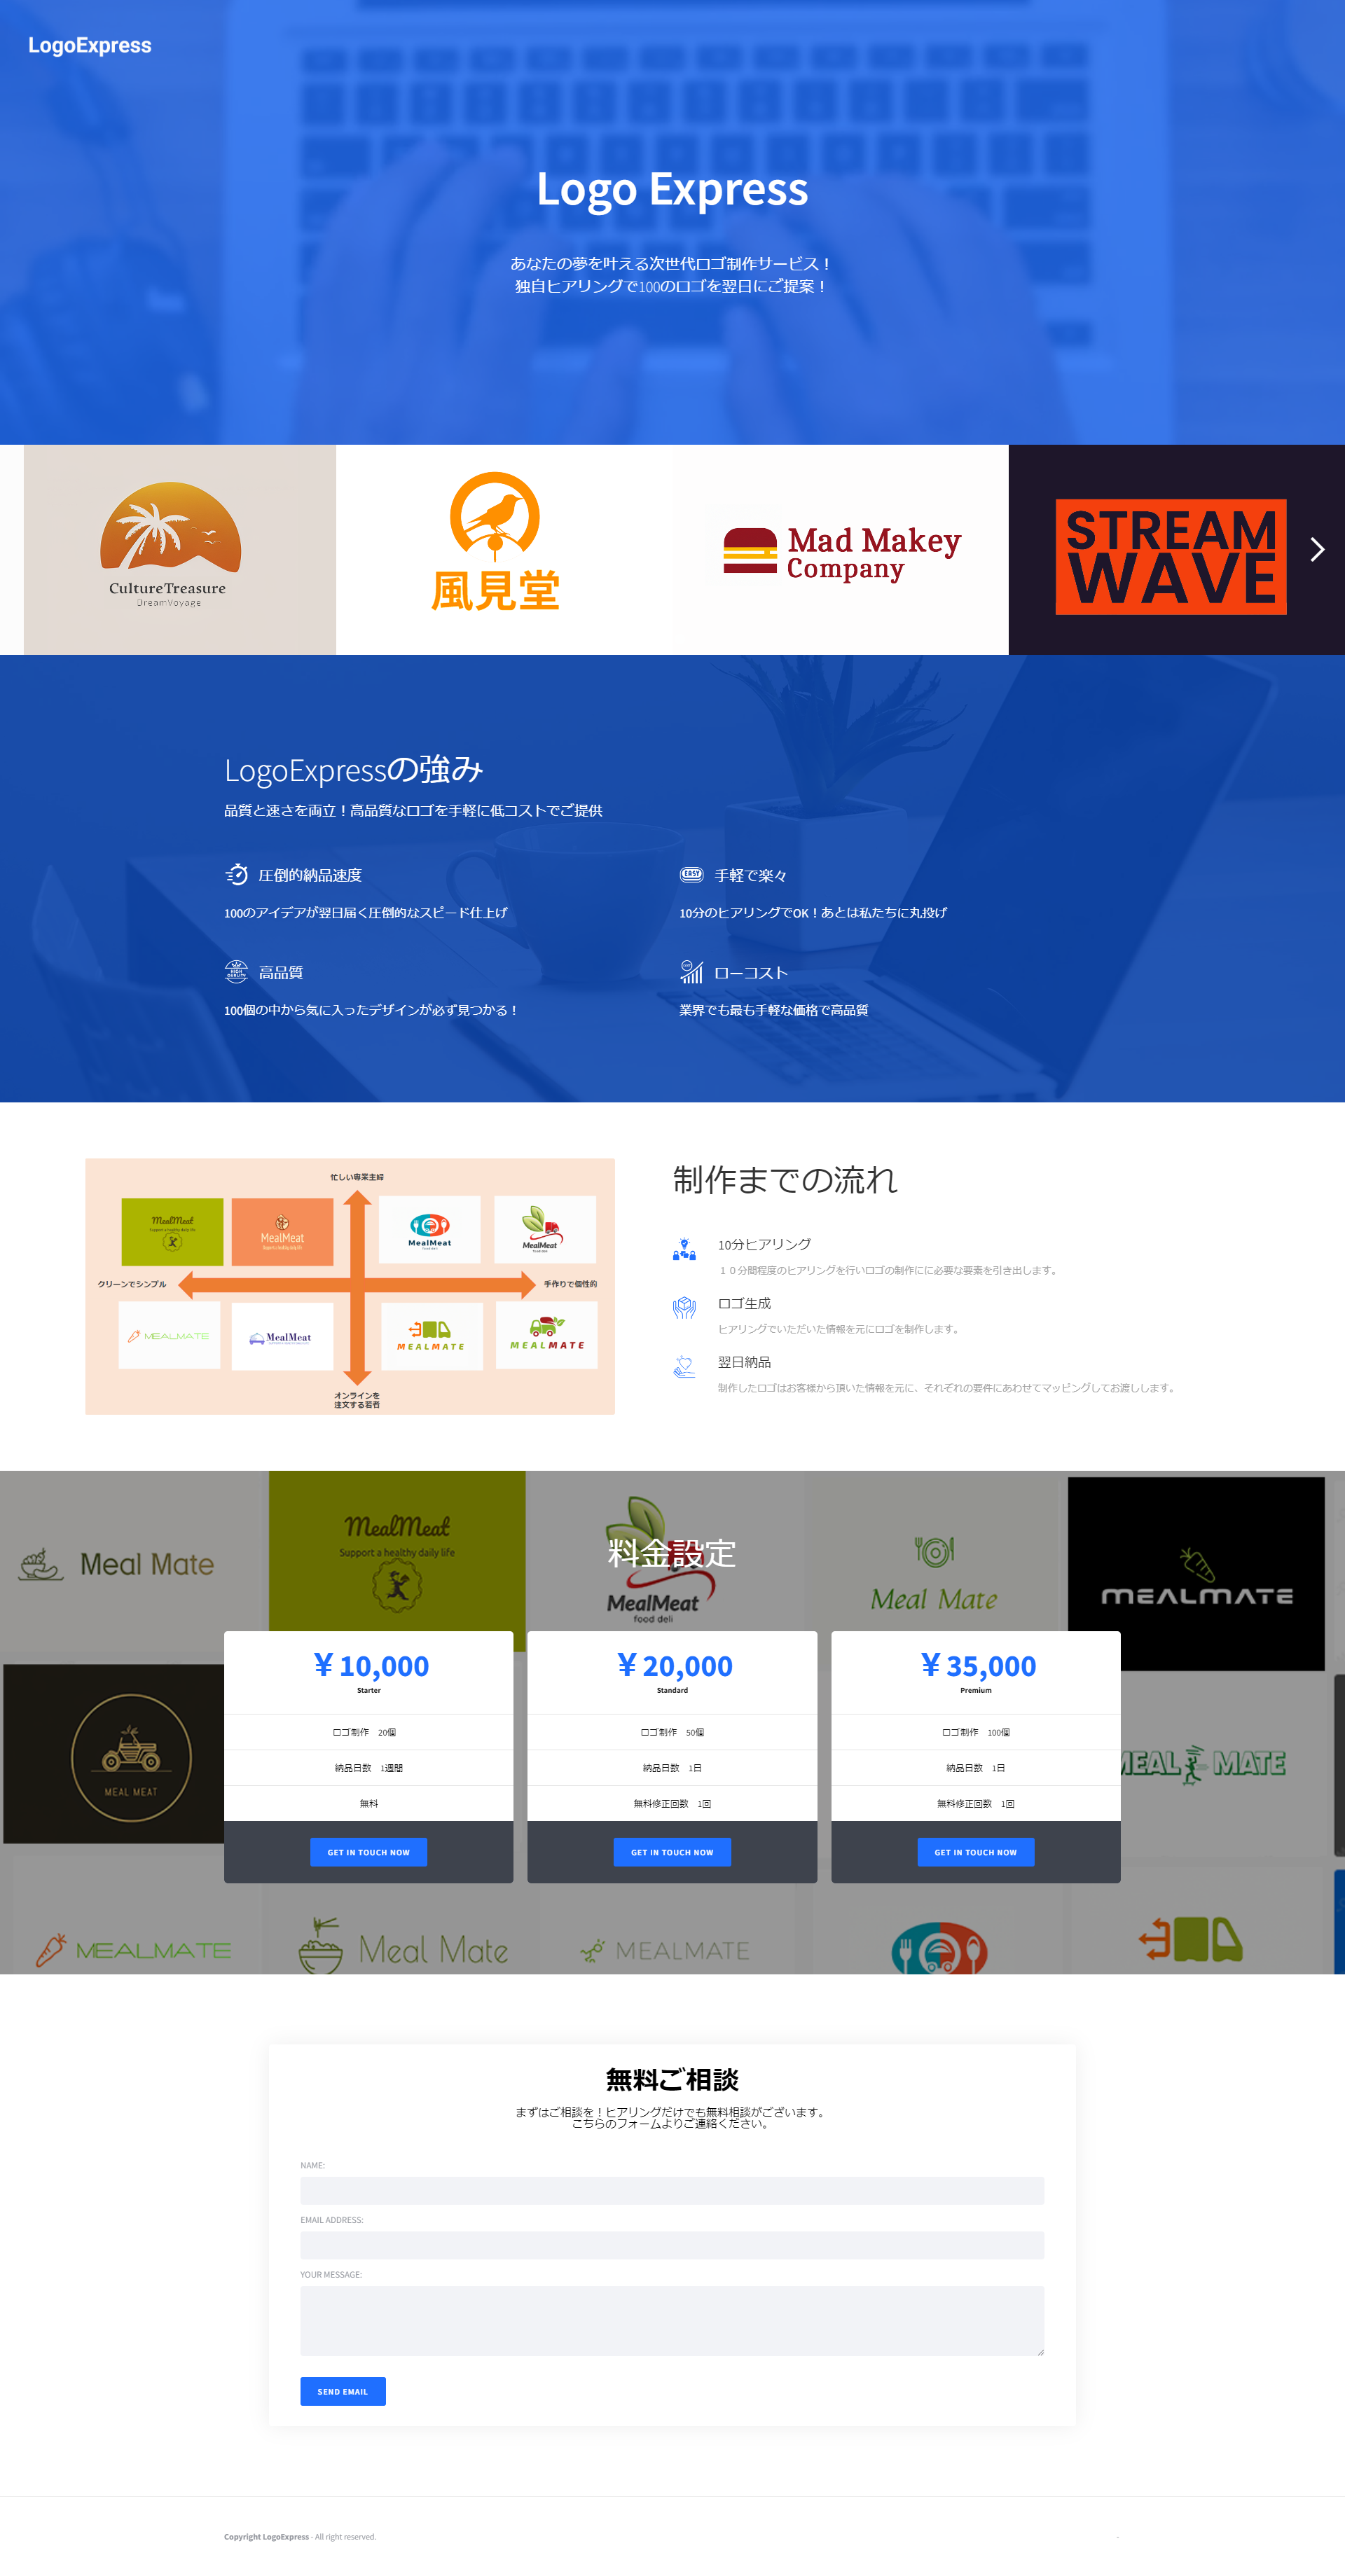 LogoExpress
Logo Express
あなたの夢を叶える次世代ロゴ制作サービス！
独自ヒアリングで100のロゴを翌日にご提案！
CultureTreasure
DreamVoyage
風見堂
Mad Makey
Company
STREAM
WAVE
LogoExpressの強み
品質と速さを両立！高品質なロゴを手軽に低コストでご提供
圧倒的納品速度
100のアイデアが翌日届く圧倒的なスピード仕上げ
EASY
手軽で楽々
10分のヒアリングでOK！あとは私たちに丸投げ
HIGH
QUALITY
高品質
100個の中から気に入ったデザインが必ず見つかる！
ローコスト
業界でも最も手軽な価格で高品質
忙しい専業主婦
MealMeat
Support a healthy daily life
MealMeat
Support a healthy daily life
MealMeat
food deli
MealMeat
food deli
クリーンでシンプル
手作りで個性的
MEALMATE
MealMeat
MEALMATE
MEALMATE
オンラインを
注文する若者
制作までの流れ
10分ヒアリング
１０分間程度のヒアリングを行いロゴの制作にに必要な要素を引き出します。
ロゴ生成
ヒアリングでいただいた情報を元にロゴを制作します。
翌日納品
制作したロゴはお客様から頂いた情報を元に、それぞれの要件にあわせてマッピングしてお渡しします。
料金設定
Meal Mate
MealMeat
Support a healthy daily life
MealMeat
food deli
Meal Mate
MEALMATE
￥10,000
Starter
ロゴ制作　20個
納品日数　1週間
無料
GET IN TOUCH NOW
￥20,000
Standard
ロゴ制作　50個
納品日数　1日
無料修正回数　1回
GET IN TOUCH NOW
￥35,000
Premium
ロゴ制作　100個
納品日数　1日
無料修正回数　1回
GET IN TOUCH NOW
MEAL MEAT
MEAL MATE
MEALMATE
Meal Mate
MEALMATE
無料ご相談
まずはご相談を！ヒアリングだけでも無料相談がございます。
こちらのフォームよりご連絡ください。
NAME:
EMAIL ADDRESS:
YOUR MESSAGE:
SEND EMAIL
Copyright LogoExpress - All right reserved.